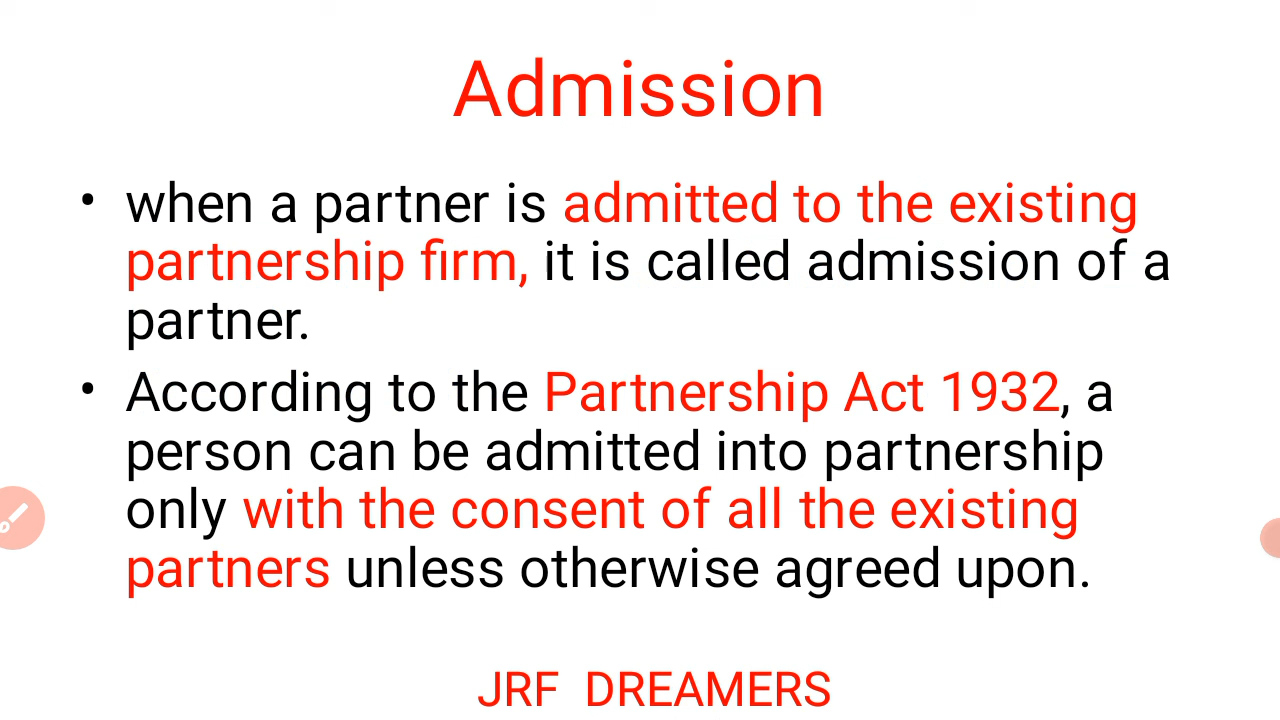 Admission
• when a partner is admitted to the existing
partnership firm, it is called admission of a
partner.
• According to the Partnership Act 1932, a
person can be admitted into partnership
only with the consent of all the existing
partners unless otherwise agreed upon.
JRF DREAMERS